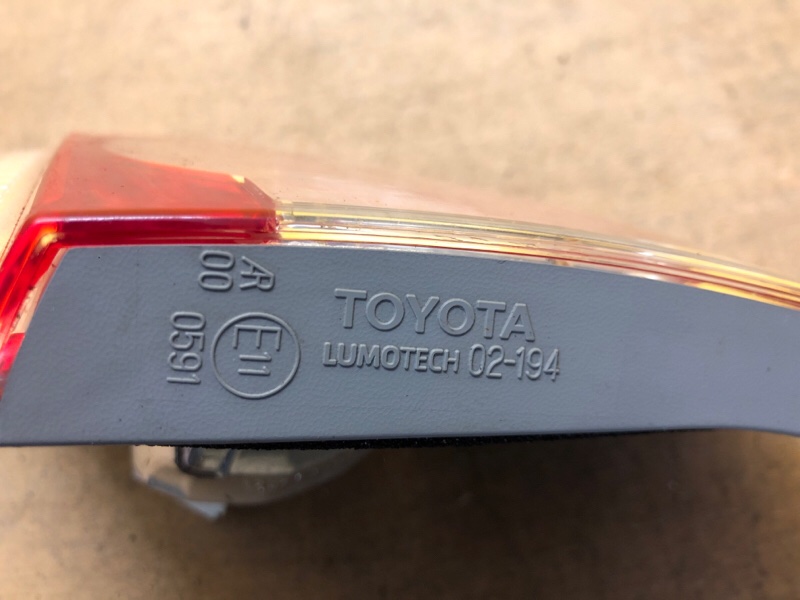 TOYOTA
LUMOTECH 02-194
AR
00
E11
0591